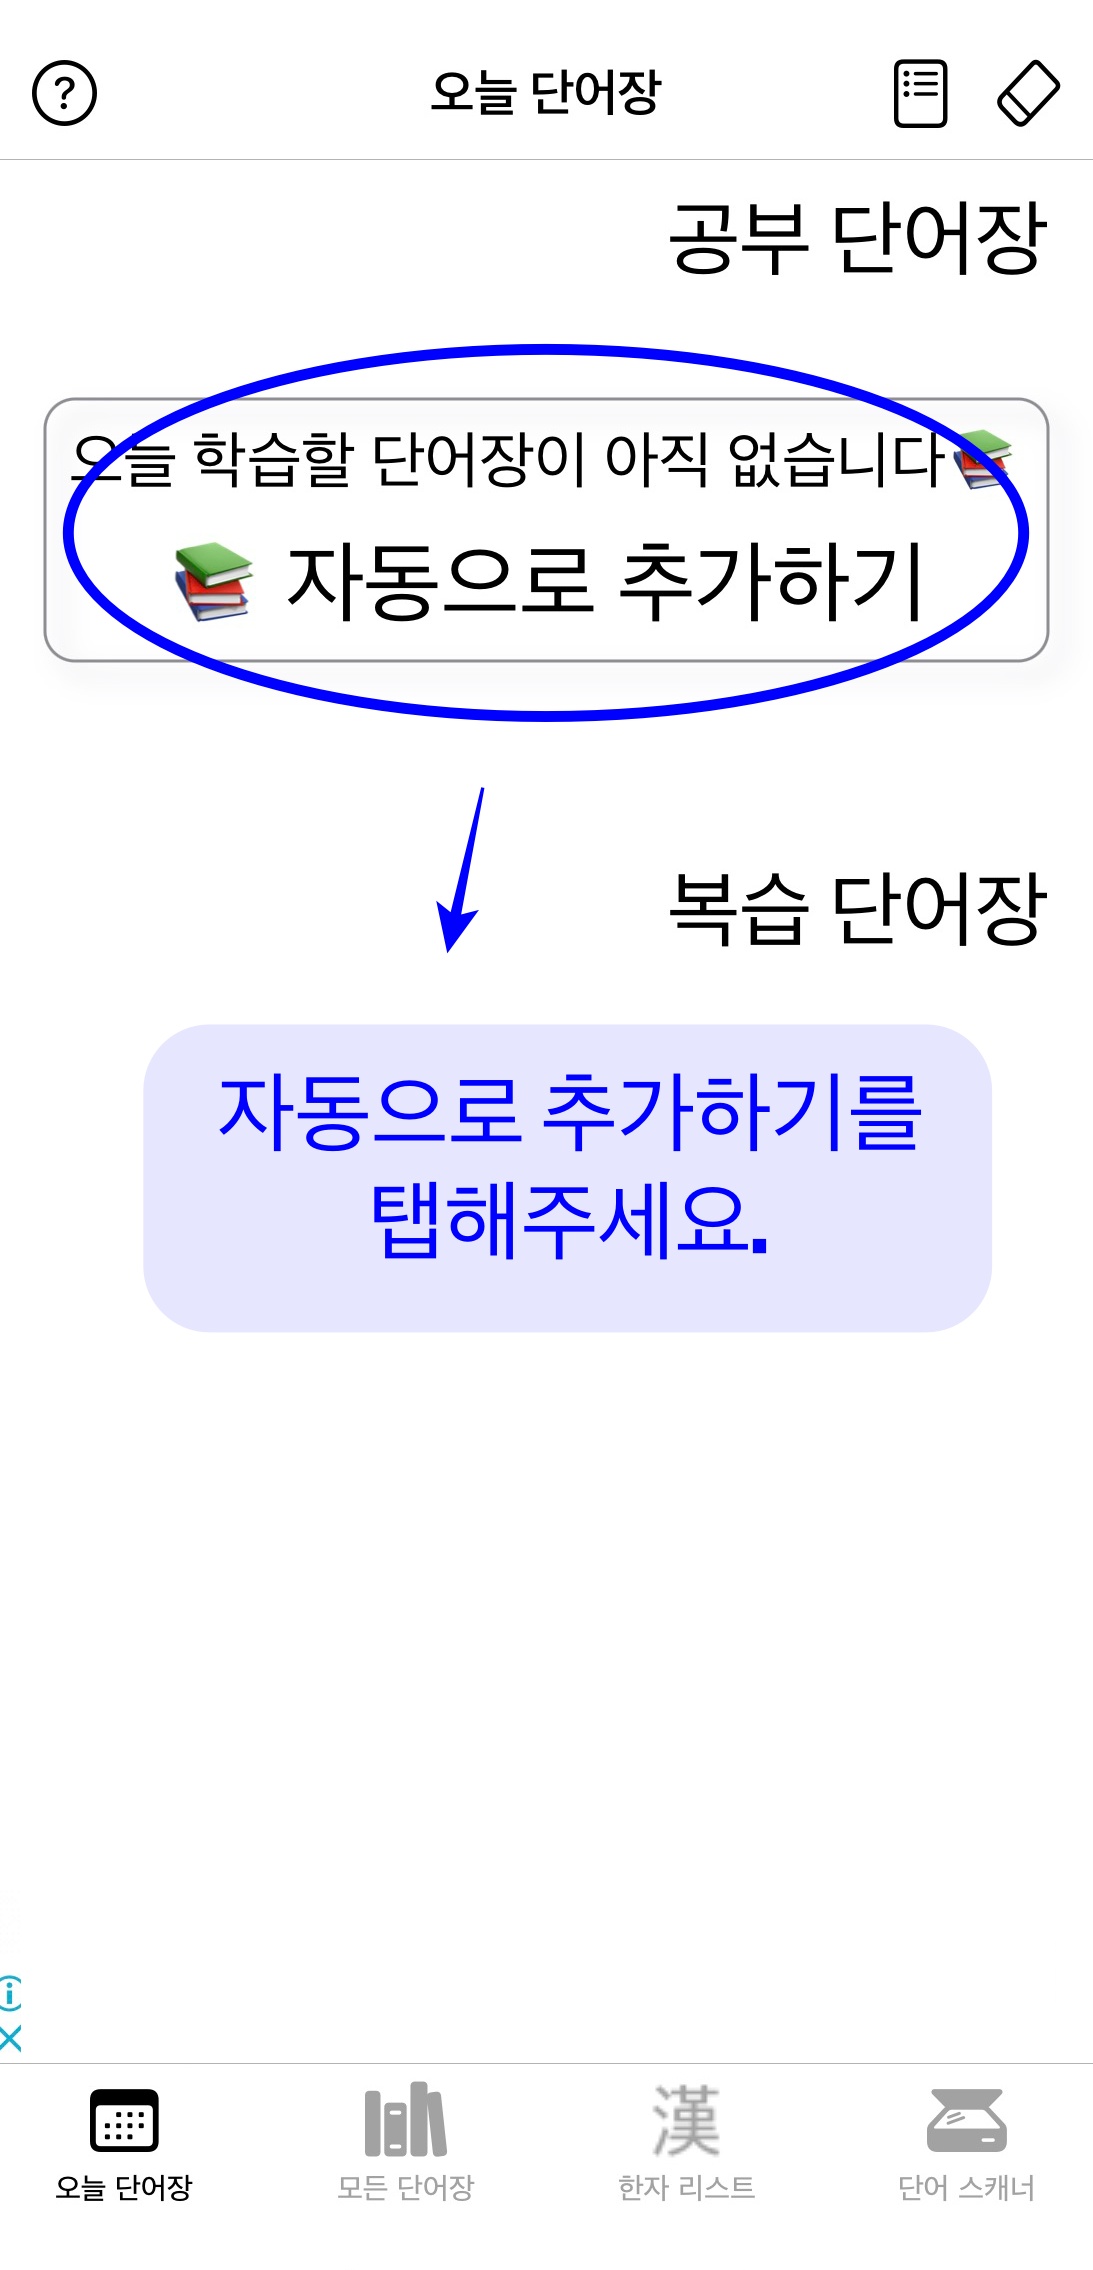 ?
오늘 단어장
공부 단어장
오늘 학습할 단어장이 아직 없습니다
자동으로 추가하기
복습 단어장
자동으로 추가하기를
탭해주세요.
漢
오늘 단어장
모든 단어장
한자 리스트
단어 스캐너